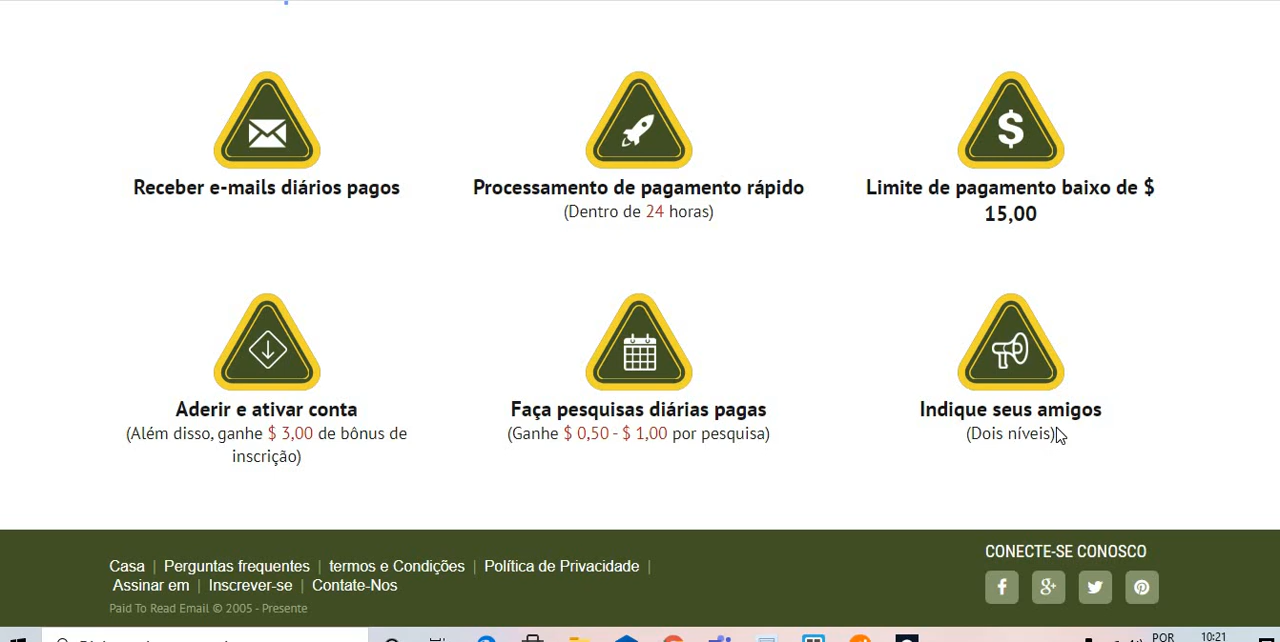 Receber e-mails diários pagos
Processamento de pagamento rápido
(Dentro de 24 horas)
Limite de pagamento baixo de $
15,00
Aderir e ativar conta
(Além disso, ganhe $ 3,00 de bônus de
inscrição)
Faça pesquisas diárias pagas
(Ganhe $ 0,50 - $ 1,00 por pesquisa)
Indique seus amigos
(Dois níveis)
Casa | Perguntas frequentes | termos e Condições | Política de Privacidade |
Assinar em | Inscrever-se | Contate-Nos
Paid To Read Email © 2005 - Presente
CONECTE-SE CONOSCO
POR
10:21